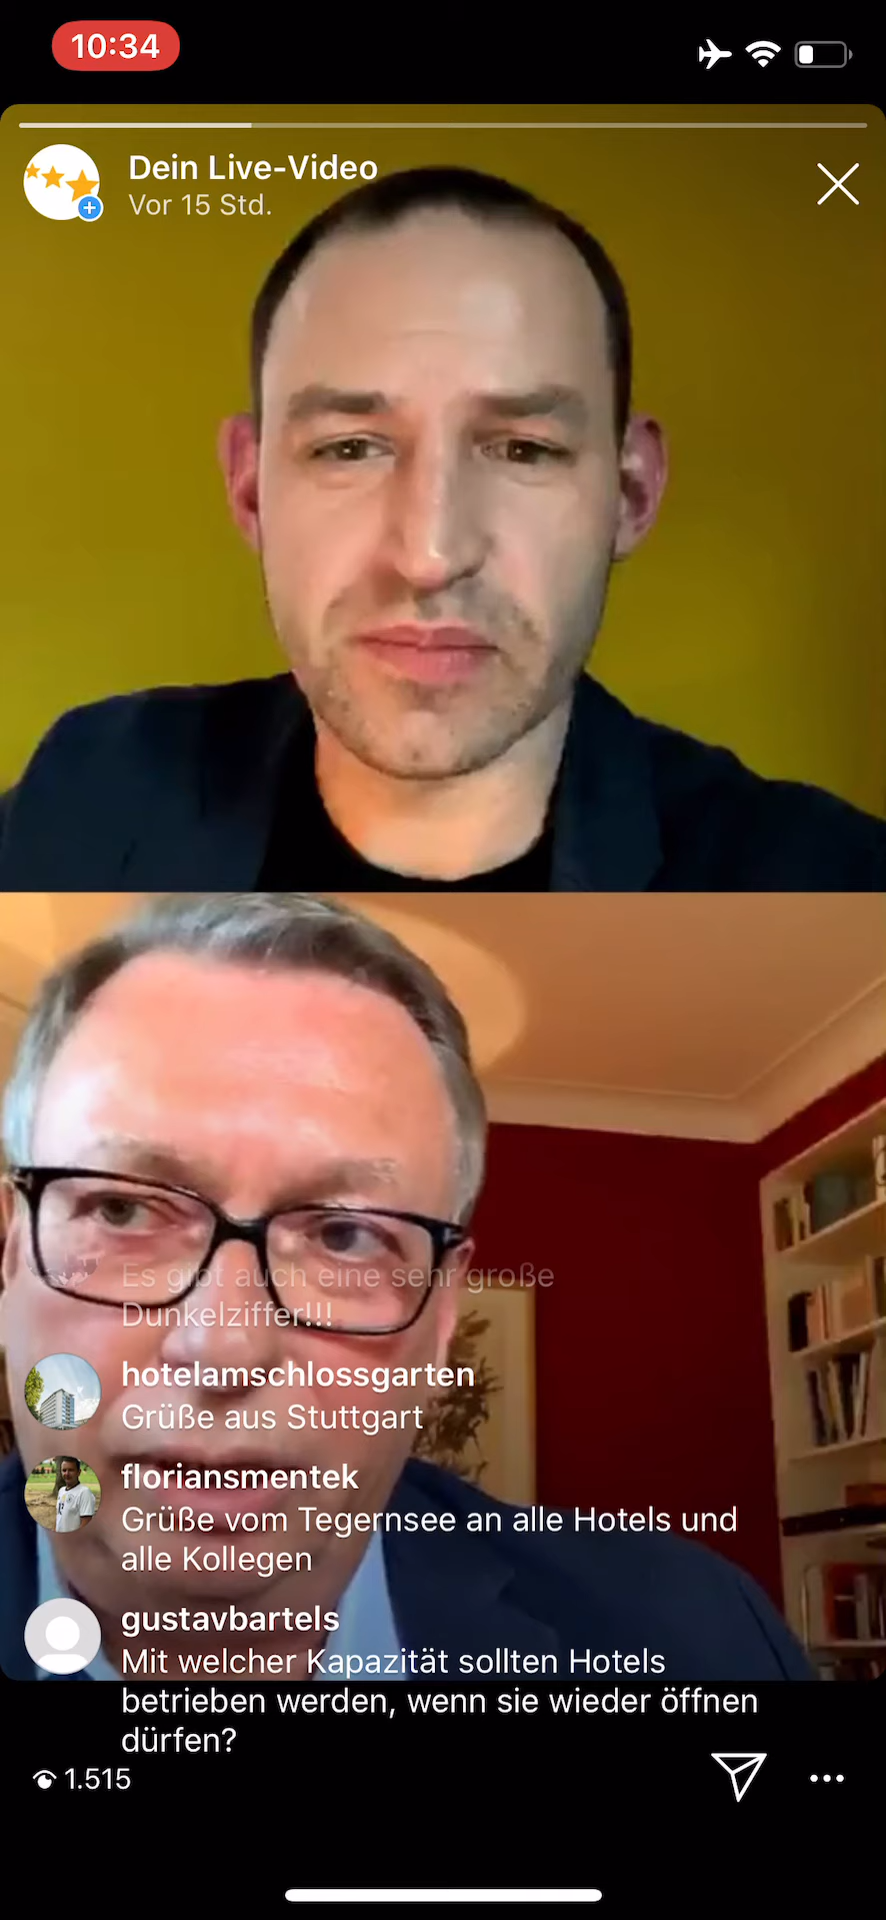 10:34
Dein Live-Video
Vor 15 Std.
Es gibt auch eine sehr große
Dunkelziffer!!!
hotelamschlossgarten
Grüße aus Stuttgart
floriansmentek
Grüße vom Tegernsee an alle Hotels und
alle Kollegen
gustavbartels
Mit welcher Kapazität sollten Hotels
betrieben werden, wenn sie wieder öffnen
dürfen?
1.515